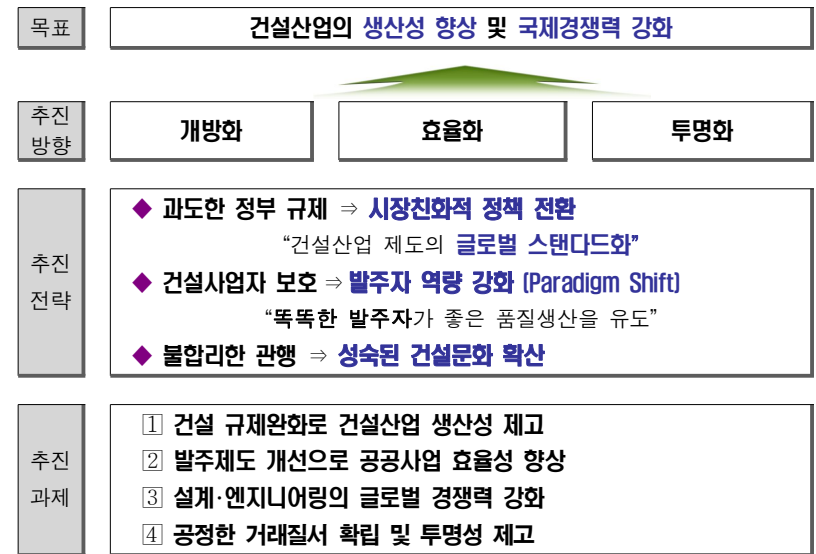 목표
건설산업의 생산성 향상 및 국제경쟁력 강화
추진
방향
개방화
효율화
투명화
추진
전략
◆ 과도한 정부 규제 ⇒ 시장친화적 정책 전환
“건설산업 제도의 글로벌 스탠다드화”
◆ 건설사업자 보호 ⇒ 발주자 역량 강화 (Paradigm Shift)
“똑똑한 발주자가 좋은 품질생산을 유도”
◆ 불합리한 관행 ⇒ 성숙된 건설문화 확산
추진
과제
1 건설 규제완화로 건설산업 생산성 제고
2 발주제도 개선으로 공공사업 효율성 향상
3 설계·엔지니어링의 글로벌 경쟁력 강화
4 공정한 거래질서 확립 및 투명성 제고